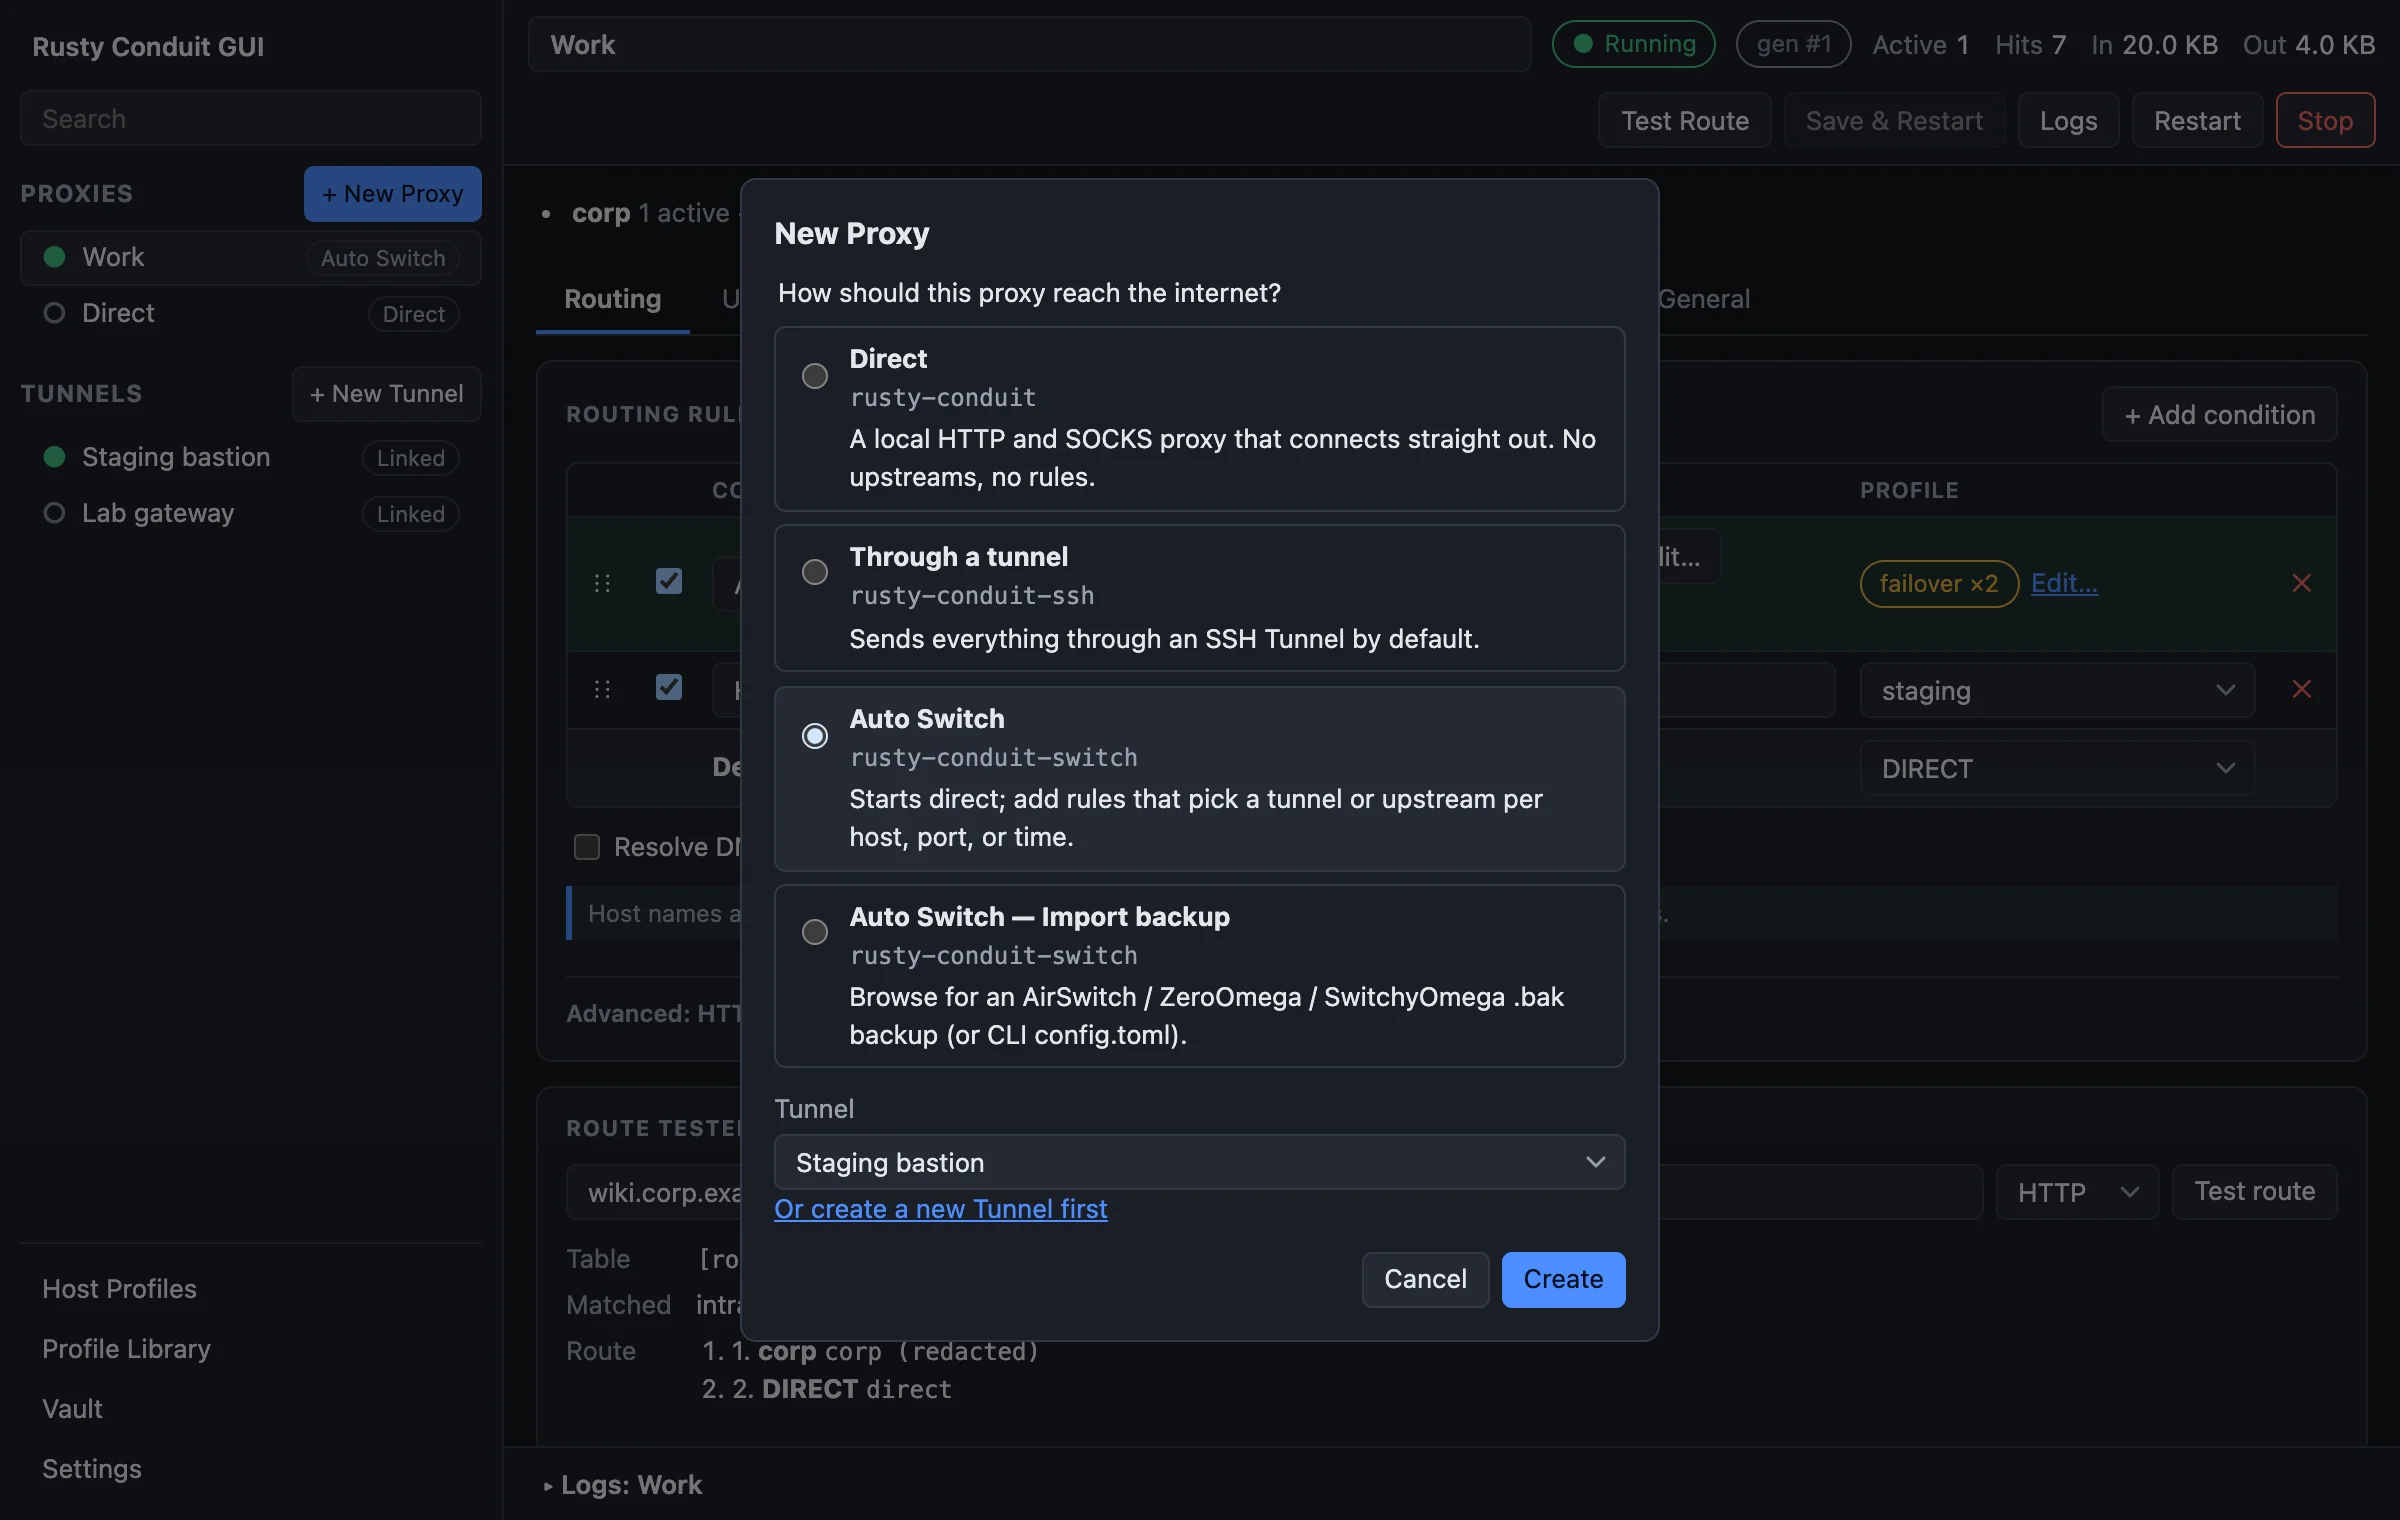 Rusty Conduit GUI
Search
PROXIES
+ New Proxy
Work
Auto Switch
Direct
Direct
TUNNELS
+ New Tunnel
Staging bastion
Linked
Lab gateway
Linked
Host Profiles
Profile Library
Vault
Settings
Work
Running
gen #1
Active 1
Hits 7
In 20.0 KB
Out 4.0 KB
Test Route
Save & Restart
Logs
Restart
Stop
• corp 1 active
Routing
General
+ Add condition
PROFILE
failover ×2
Edit...
staging
DIRECT
Resolve
Host names
Advanced:
New Proxy
How should this proxy reach the internet?
Direct
rusty-conduit
A local HTTP and SOCKS proxy that connects straight out. No
upstreams, no rules.
Through a tunnel
rusty-conduit-ssh
Sends everything through an SSH Tunnel by default.
Auto Switch
rusty-conduit-switch
Starts direct; add rules that pick a tunnel or upstream per
host, port, or time.
Auto Switch — Import backup
rusty-conduit-switch
Browse for an AirSwitch / ZeroOmega / SwitchyOmega .bak
backup (or CLI config.toml).
Tunnel
Staging bastion
Or create a new Tunnel first
Cancel
Create
ROUTING
ROUTE
HTTP
Test route
Table
Matched
Route
1. 1. corp corp (redacted)
2. 2. DIRECT direct
▸ Logs: Work